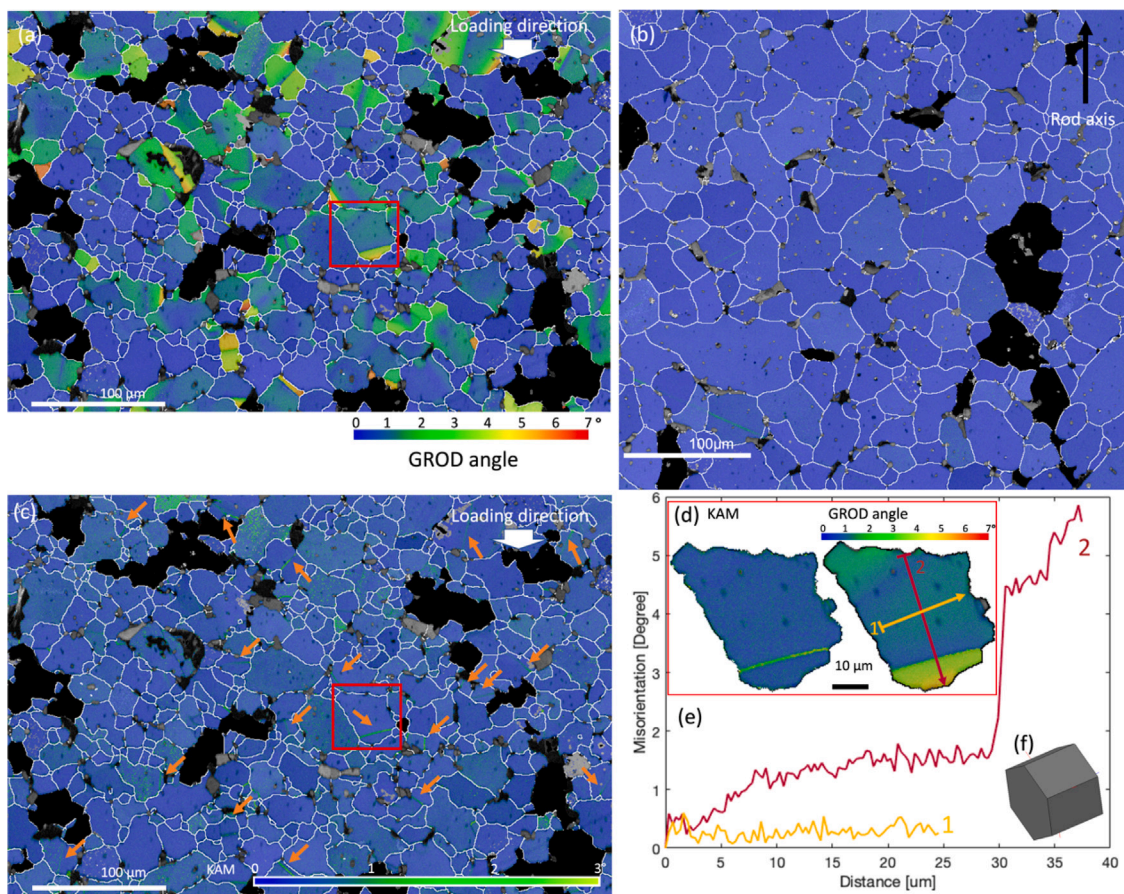 (a)
Loading direction
100 µm
0 1 2 3 4 5 6 7°
GROD angle
(b)
Rod axis
100µm
(c)
Loading direction
100 µm
KAM 0 1 2 3°
(d)
KAM
GROD angle
0 1 2 3 4 5 6 7°
2
1
10 µm
(e)
(f)
2
1
Misorientation [Degree]
6
5
4
3
2
1
0
0 5 10 15 20 25 30 35 40
Distance [um]